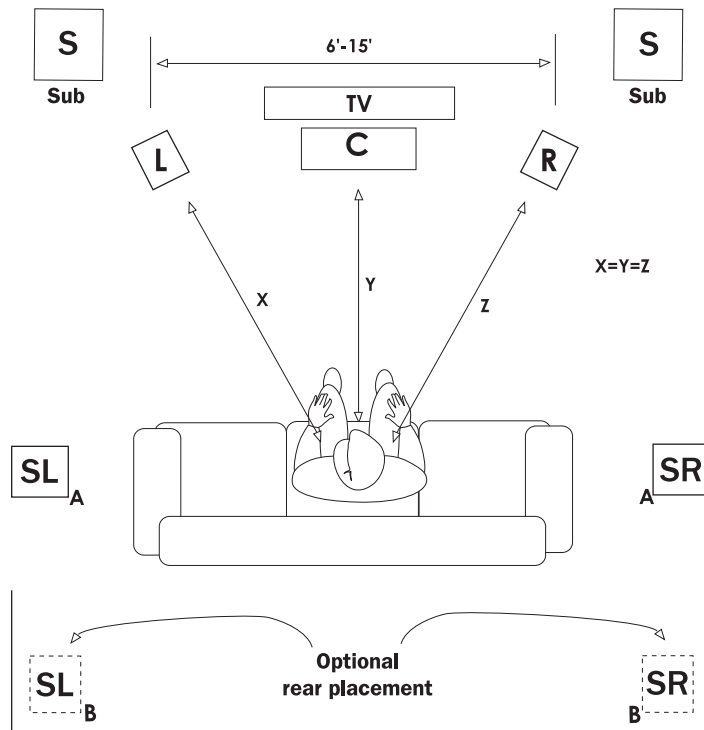 S
Sub
6'-15'
S
Sub
TV
C
L
R
X
Y
Z
X=Y=Z
SL
A
SR
A
Optional
rear placement
SL
B
SR
B